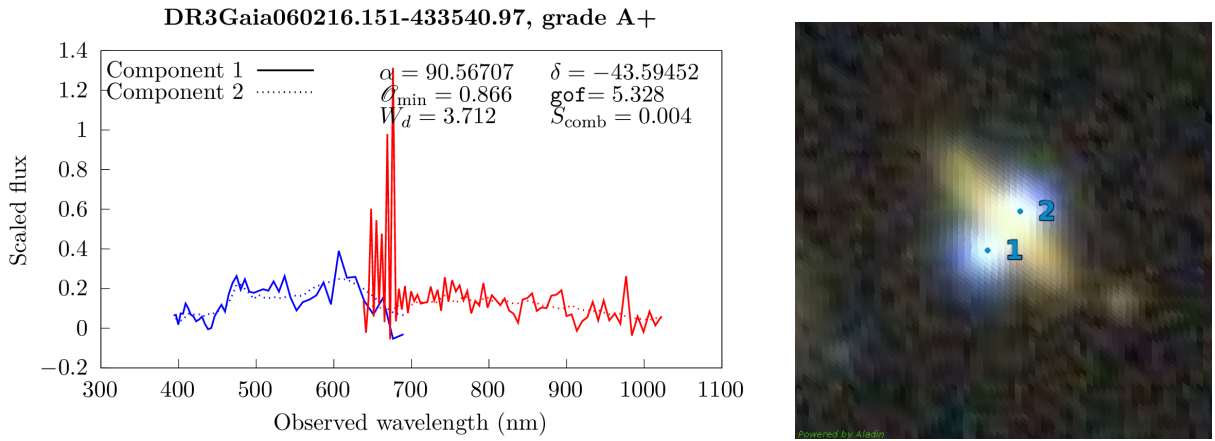 DR3Gaia060216.151-433540.97, grade A+
Component 1
Component 2
α = 90.56707 δ = −43.59452
𝒪min = 0.866 gof= 5.328
Wd = 3.712 Scomb = 0.004
1.4
1.2
1
0.8
0.6
0.4
0.2
0
−0.2
300 400 500 600 700 800 900 1000 1100
Scaled flux
Observed wavelength (nm)
2
1
Powered by Aladin